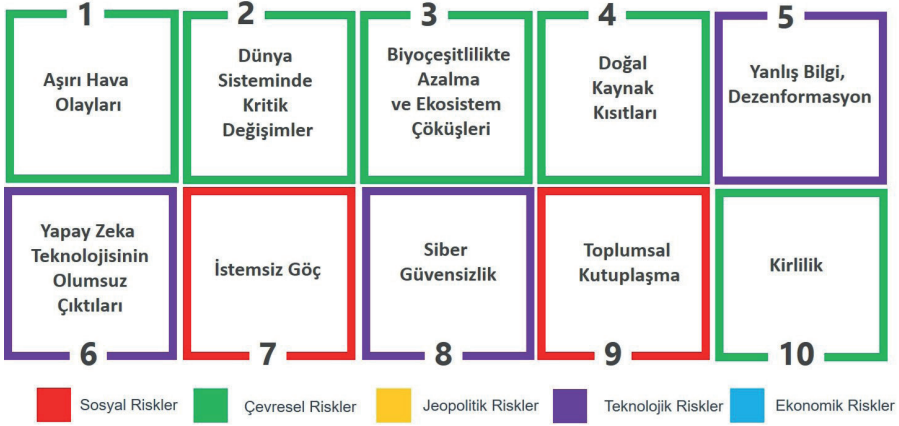 1
Aşırı Hava
Olayları
2
Dünya
Sisteminde
Kritik
Değişimler
3
Biyoçeşitlilikte
Azalma
ve Ekosistem
Çöküşleri
4
Doğal
Kaynak
Kısıtları
5
Yanlış Bilgi,
Dezenformasyon
Yapay Zeka
Teknolojisinin
Olumsuz
Çıktıları
6
İstemsiz Göç
7
Siber
Güvensizlik
8
Toplumsal
Kutuplaşma
9
Kirlilik
10
Sosyal Riskler
Çevresel Riskler
Jeopolitik Riskler
Teknolojik Riskler
Ekonomik Riskler